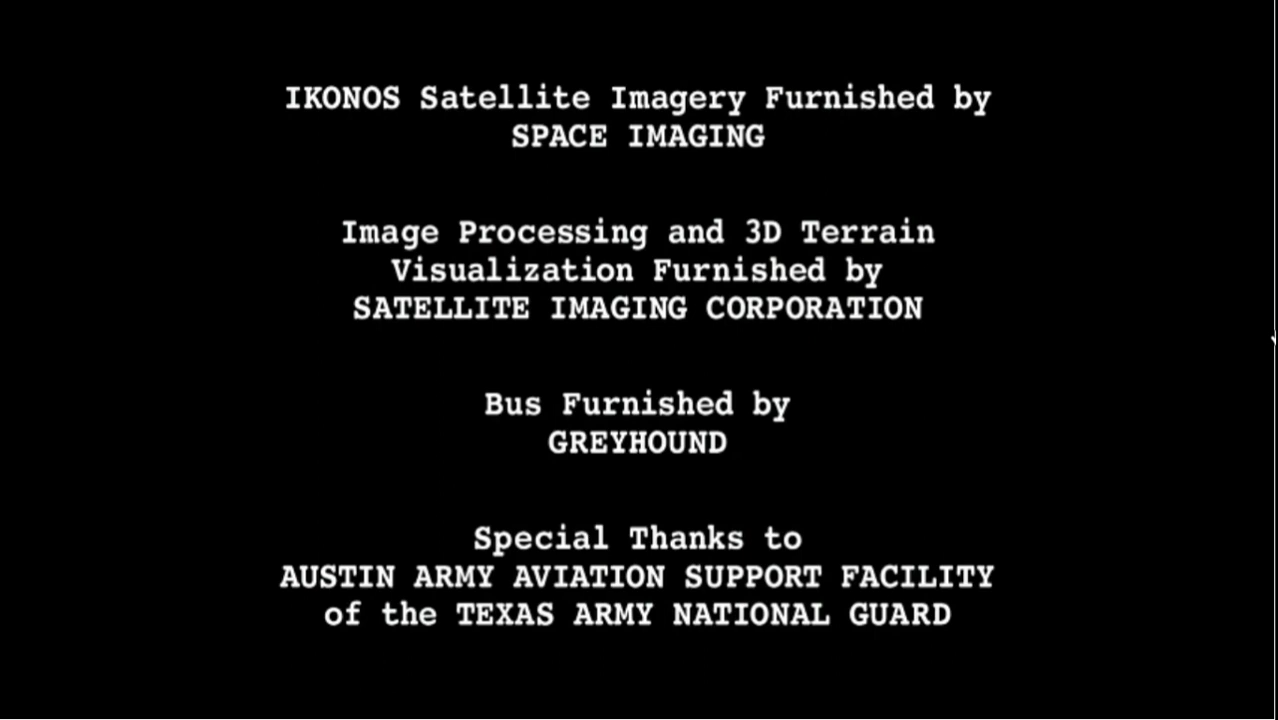 IKONOS Satellite Imagery Furnished by
SPACE IMAGING
Image Processing and 3D Terrain
Visualization Furnished by
SATELLITE IMAGING CORPORATION
Bus Furnished by
GREYHOUND
Special Thanks to
AUSTIN ARMY AVIATION SUPPORT FACILITY
of the TEXAS ARMY NATIONAL GUARD